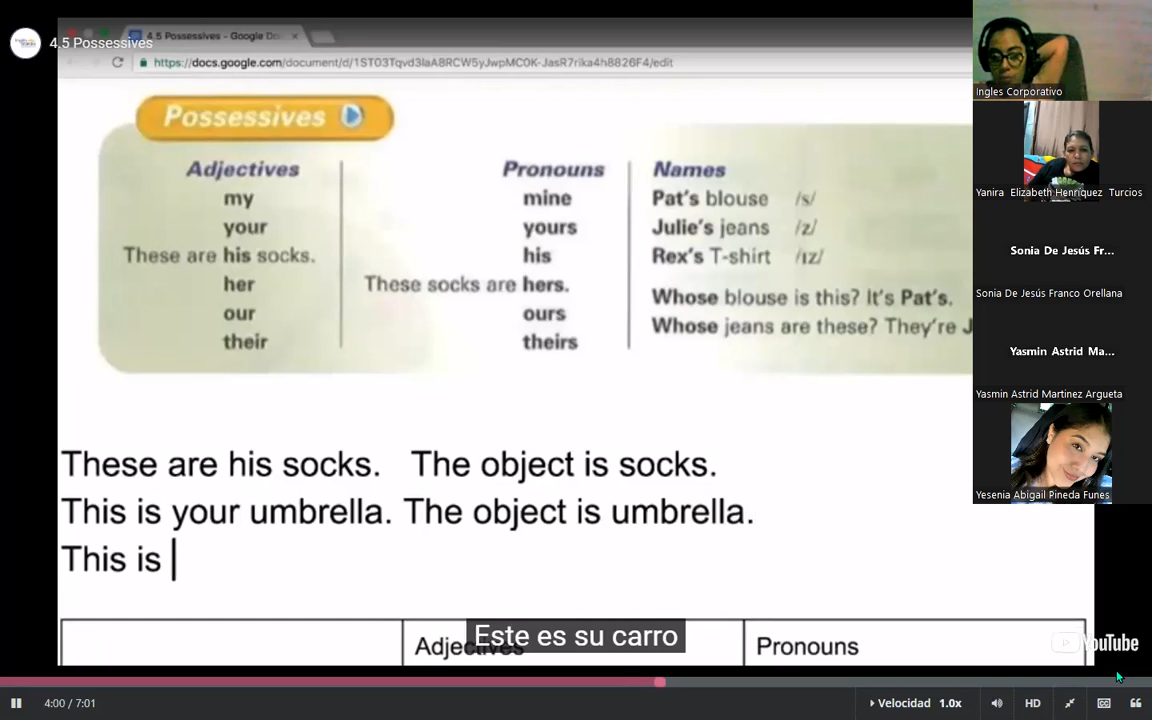 4.5 Possessives - Google Do
4.5 Possessives
https://docs.google.com/document/d/1ST03Tqvd3laA8RCW5yJwpMC0K-JasR7rika4h8826F4/edit
Possessives
Adjectives
my
your
These are his socks.
her
our
their
Pronouns
mine
yours
his
These socks are hers.
ours
theirs
Names
Pat's blouse /s/
Julie's jeans /z/
Rex's T-shirt /ɪz/
Whose blouse is this? It's Pat's.
Whose jeans are these? They're J
These are his socks. The object is socks.
This is your umbrella. The object is umbrella.
This is
Adjectives
Pronouns
Este es su carro
YouTube
4:00 / 7:01
Velocidad 1.0x
HD
Ingles Corporativo
Yanira Elizabeth Henríquez Turcios
Sonia De Jesús Fr...
Sonia De Jesús Franco Orellana
Yasmin Astrid Ma...
Yasmin Astrid Martinez Argueta
Yesenia Abigail Pineda Funes